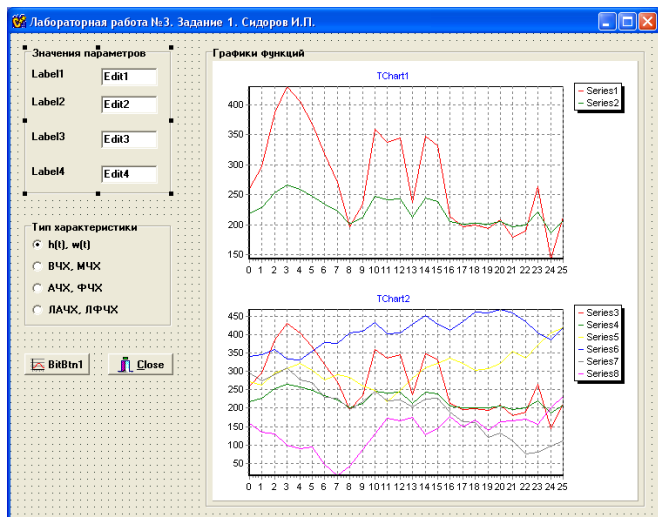 Лабораторная работа №3. Задание 1. Сидоров И.П.
Значения параметров
Label1 Edit1
Label2 Edit2
Label3 Edit3
Label4 Edit4
Тип характеристики
h(t), w(t)
ВЧХ, МЧХ
АЧХ, ФЧХ
ЛАЧХ, ЛФЧХ
BitBtn1 Close
Графики функций
TChart1
Series1
Series2
400
350
300
250
200
150
0 1 2 3 4 5 6 7 8 9 10 11 12 13 14 15 16 17 18 19 20 21 22 23 24 25
TChart2
Series3
Series4
Series5
Series6
Series7
Series8
450
400
350
300
250
200
150
100
50
0 1 2 3 4 5 6 7 8 9 10 11 12 13 14 15 16 17 18 19 20 21 22 23 24 25